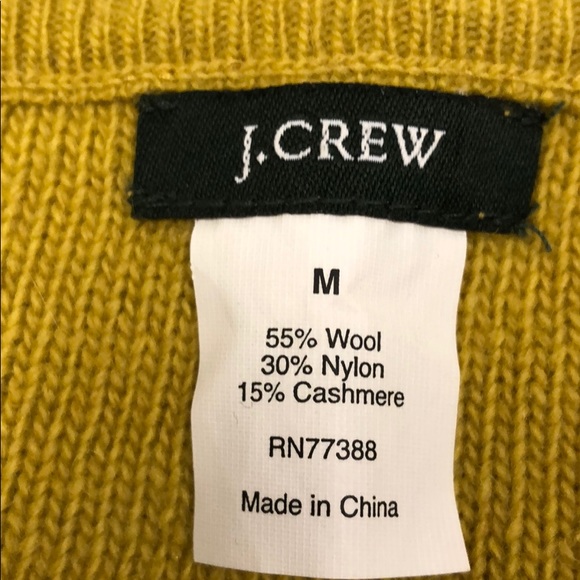 J.CREW
M
55% Wool
30% Nylon
15% Cashmere
RN77388
Made in China